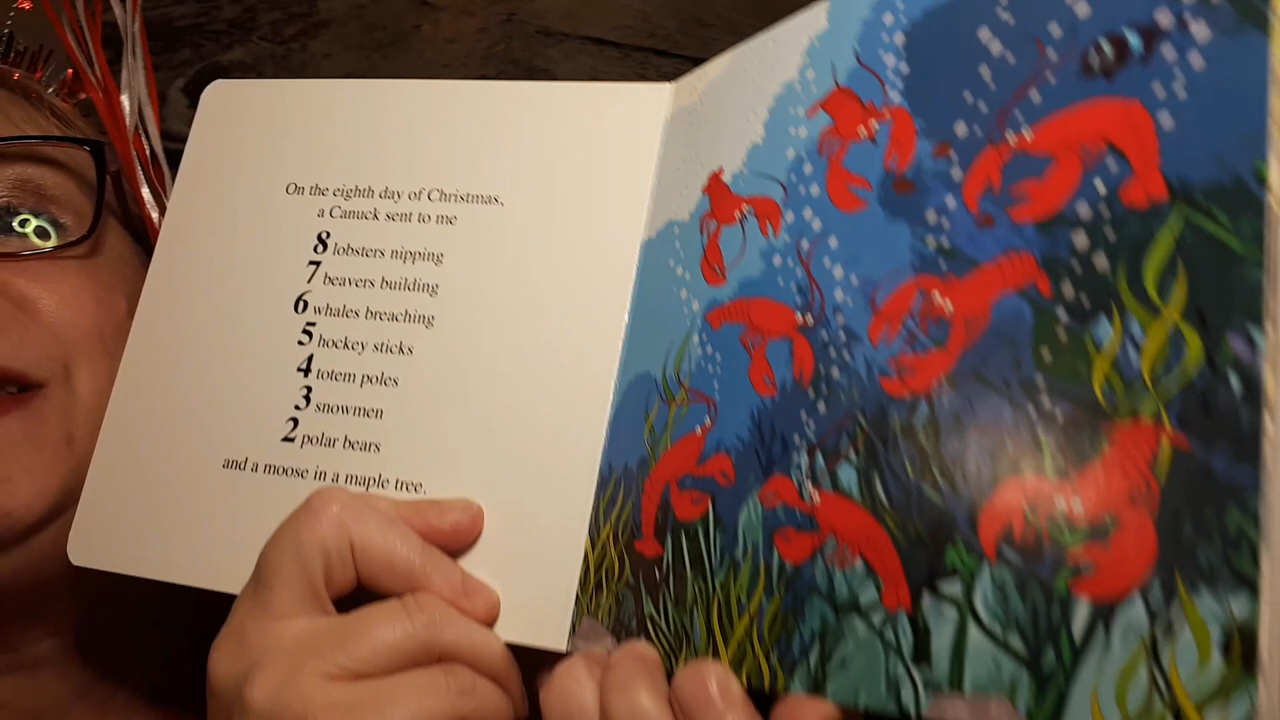 On the eighth day of Christmas,
a Canuck sent to me
8 lobsters nipping
7 beavers building
6 whales breaching
5 hockey sticks
4 totem poles
3 snowmen
2 polar bears
and a moose in a maple tree.